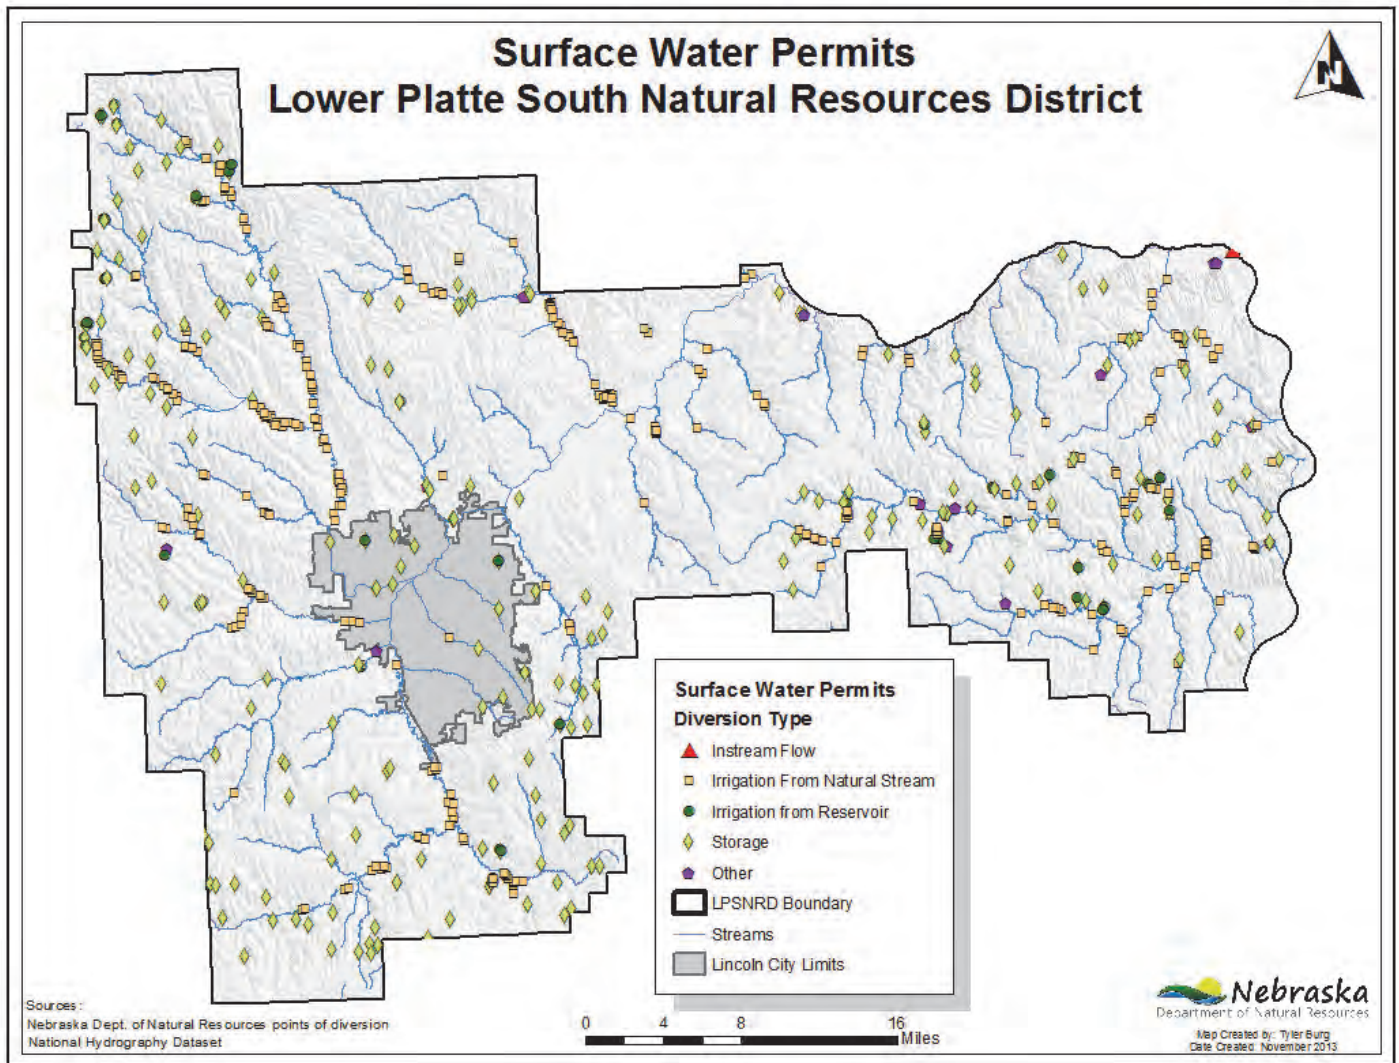 Surface Water Permits
Lower Platte South Natural Resources District
N
Surface Water Permits
Diversion Type
Instream Flow
Irrigation From Natural Stream
Irrigation from Reservoir
Storage
Other
LPSNRD Boundary
Streams
Lincoln City Limits
Sources:
Nebraska Dept. of Natural Resources points of diversion
National Hydrography Dataset
0 4 8 16
Miles
Nebraska
Department of Natural Resources
Map Created by: Tyler Burg
Date Created: November 2013